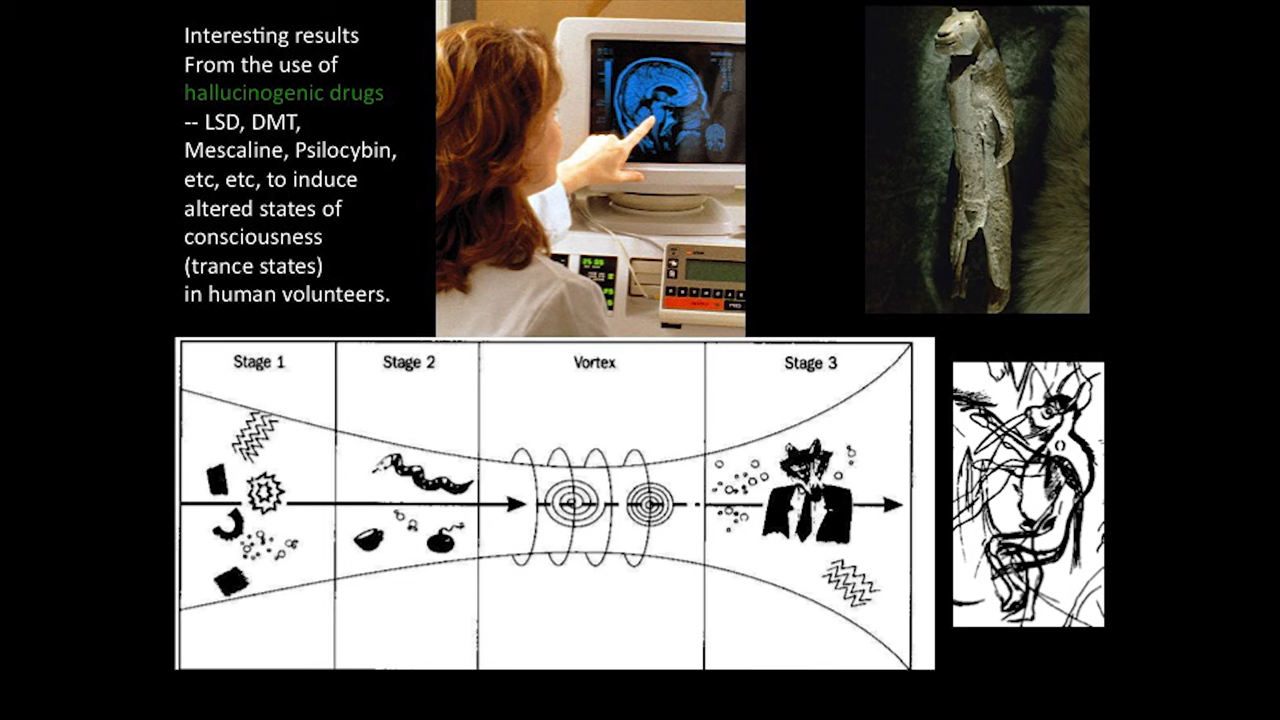 Interesting results
From the use of
hallucinogenic drugs
-- LSD, DMT,
Mescaline, Psilocybin,
etc, etc, to induce
altered states of
consciousness
(trance states)
in human volunteers.
Stage 1
Stage 2
Vortex
Stage 3